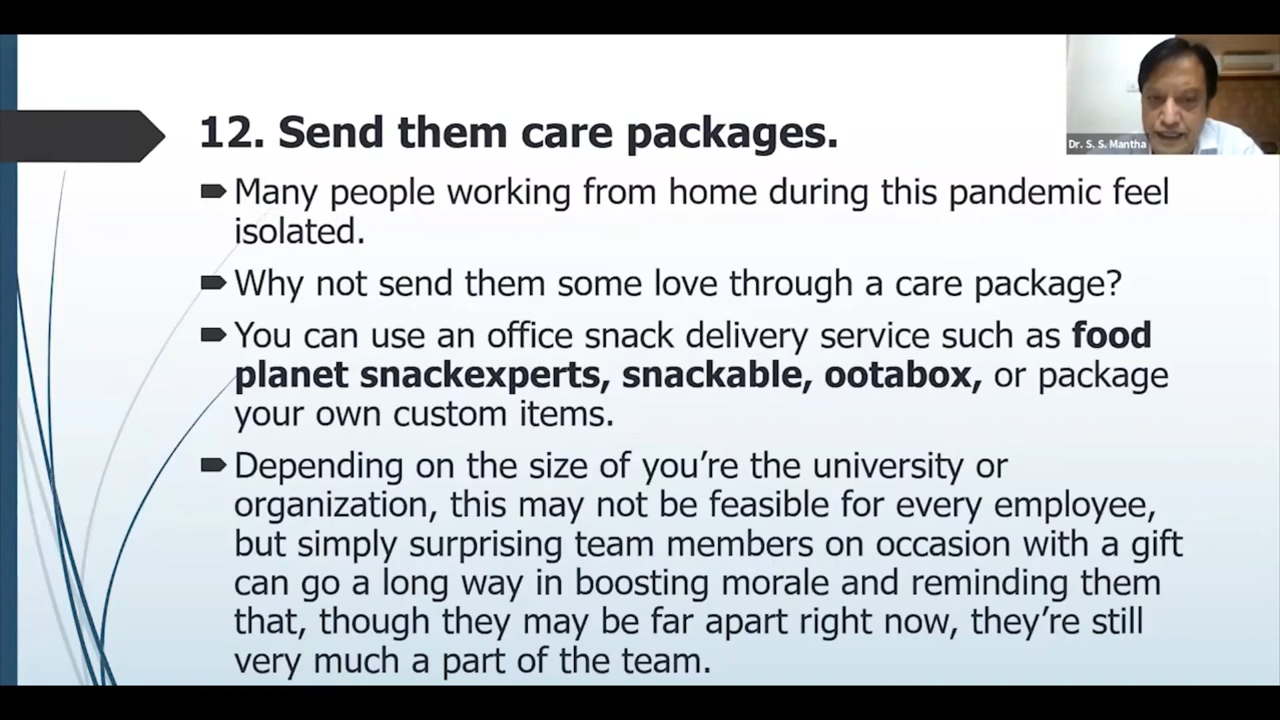 12. Send them care packages.
Dr. S. S. Mantha
Many people working from home during this pandemic feel
isolated.
Why not send them some love through a care package?
You can use an office snack delivery service such as food
planet snackexperts, snackable, ootabox, or package
your own custom items.
Depending on the size of you’re the university or
organization, this may not be feasible for every employee,
but simply surprising team members on occasion with a gift
can go a long way in boosting morale and reminding them
that, though they may be far apart right now, they’re still
very much a part of the team.